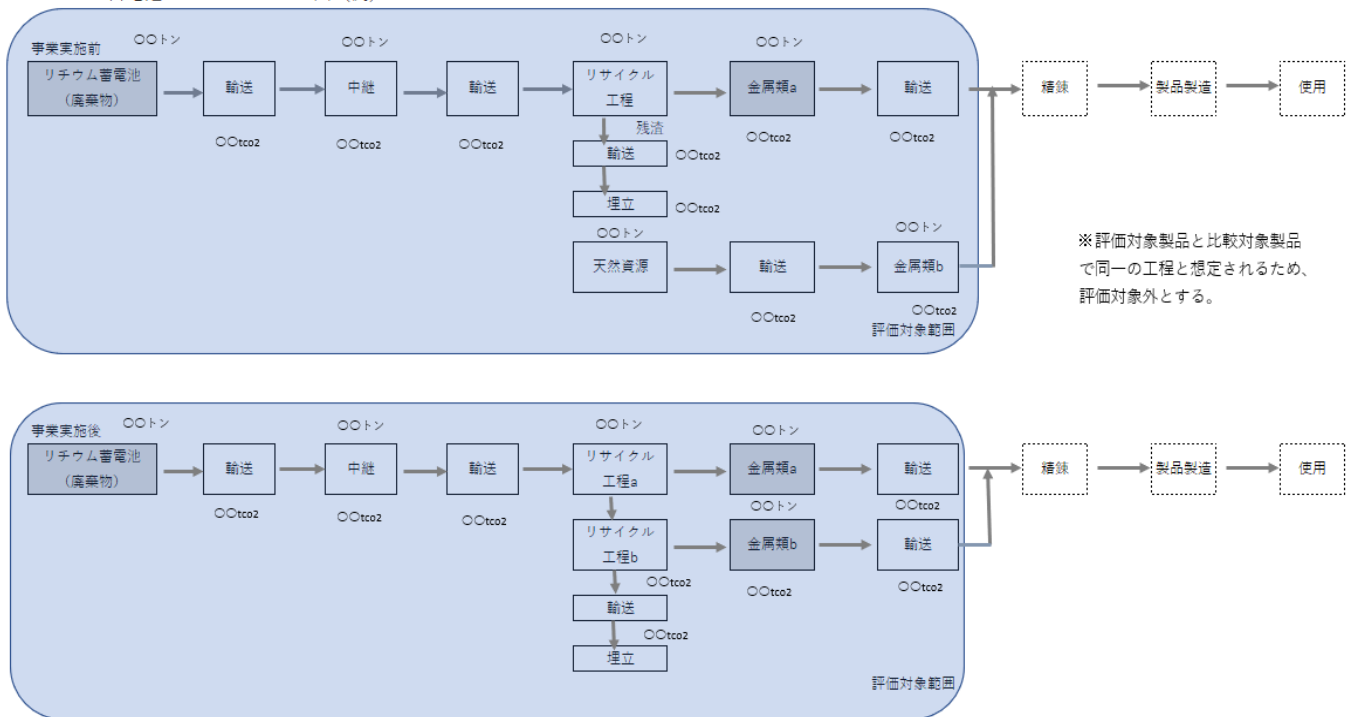 事業実施前
〇〇トン
〇〇トン
〇〇トン
〇〇トン
リチウム蓄電池
(廃棄物)
輸送
中継
輸送
リサイクル
工程
金属類a
輸送
精錬
製品製造
使用
〇〇tco2
〇〇tco2
〇〇tco2
残渣
〇〇tco2
〇〇tco2
輸送
〇〇tco2
埋立
〇〇tco2
〇〇トン
〇〇トン
天然資源
輸送
金属類b
〇〇tco2
〇〇tco2
評価対象範囲
※評価対象製品と比較対象製品
で同一の工程と想定されるため、
評価対象外とする。
事業実施後
〇〇トン
〇〇トン
〇〇トン
〇〇トン
リチウム蓄電池
(廃棄物)
輸送
中継
輸送
リサイクル
工程a
金属類a
輸送
精錬
製品製造
使用
〇〇tco2
〇〇tco2
〇〇tco2
〇〇トン
〇〇tco2
リサイクル
工程b
金属類b
輸送
〇〇tco2
〇〇tco2
〇〇tco2
輸送
〇〇tco2
埋立
評価対象範囲